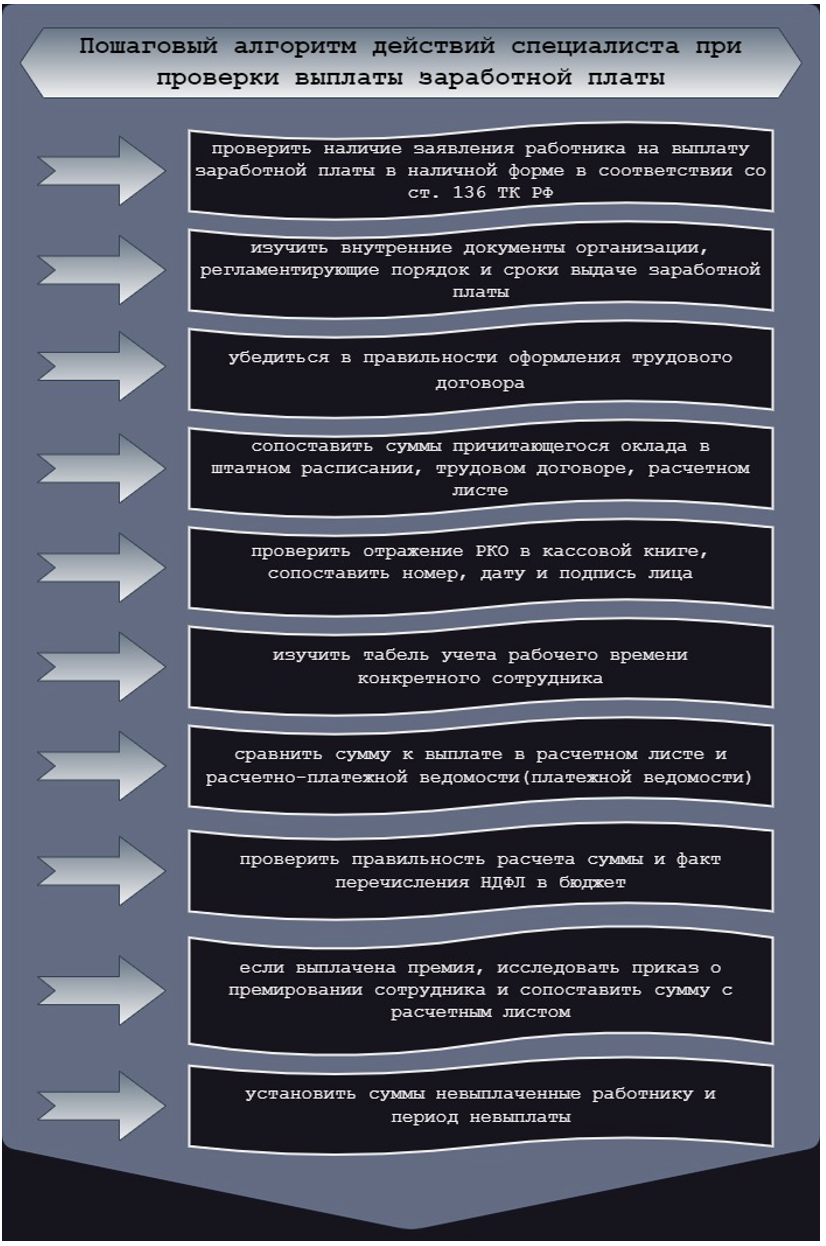 Пошаговый алгоритм действий специалиста при
проверки выплаты заработной платы
проверить наличие заявления работника на выплату
заработной платы в наличной форме в соответствии со
ст. 136 ТК РФ
изучить внутренние документы организации,
регламентирующие порядок и сроки выдаче заработной
платы
убедиться в правильности оформления трудового
договора
сопоставить суммы причитающегося оклада в
штатном расписании, трудовом договоре, расчетном
листе
проверить отражение РКО в кассовой книге,
сопоставить номер, дату и подпись лица
изучить табель учета рабочего времени
конкретного сотрудника
сравнить сумму к выплате в расчетном листе и
расчетно-платежной ведомости(платежной ведомости)
проверить правильность расчета суммы и факт
перечисления НДФЛ в бюджет
если выплачена премия, исследовать приказ о
премировании сотрудника и сопоставить сумму с
расчетным листом
установить суммы невыплаченные работнику и
период невыплаты